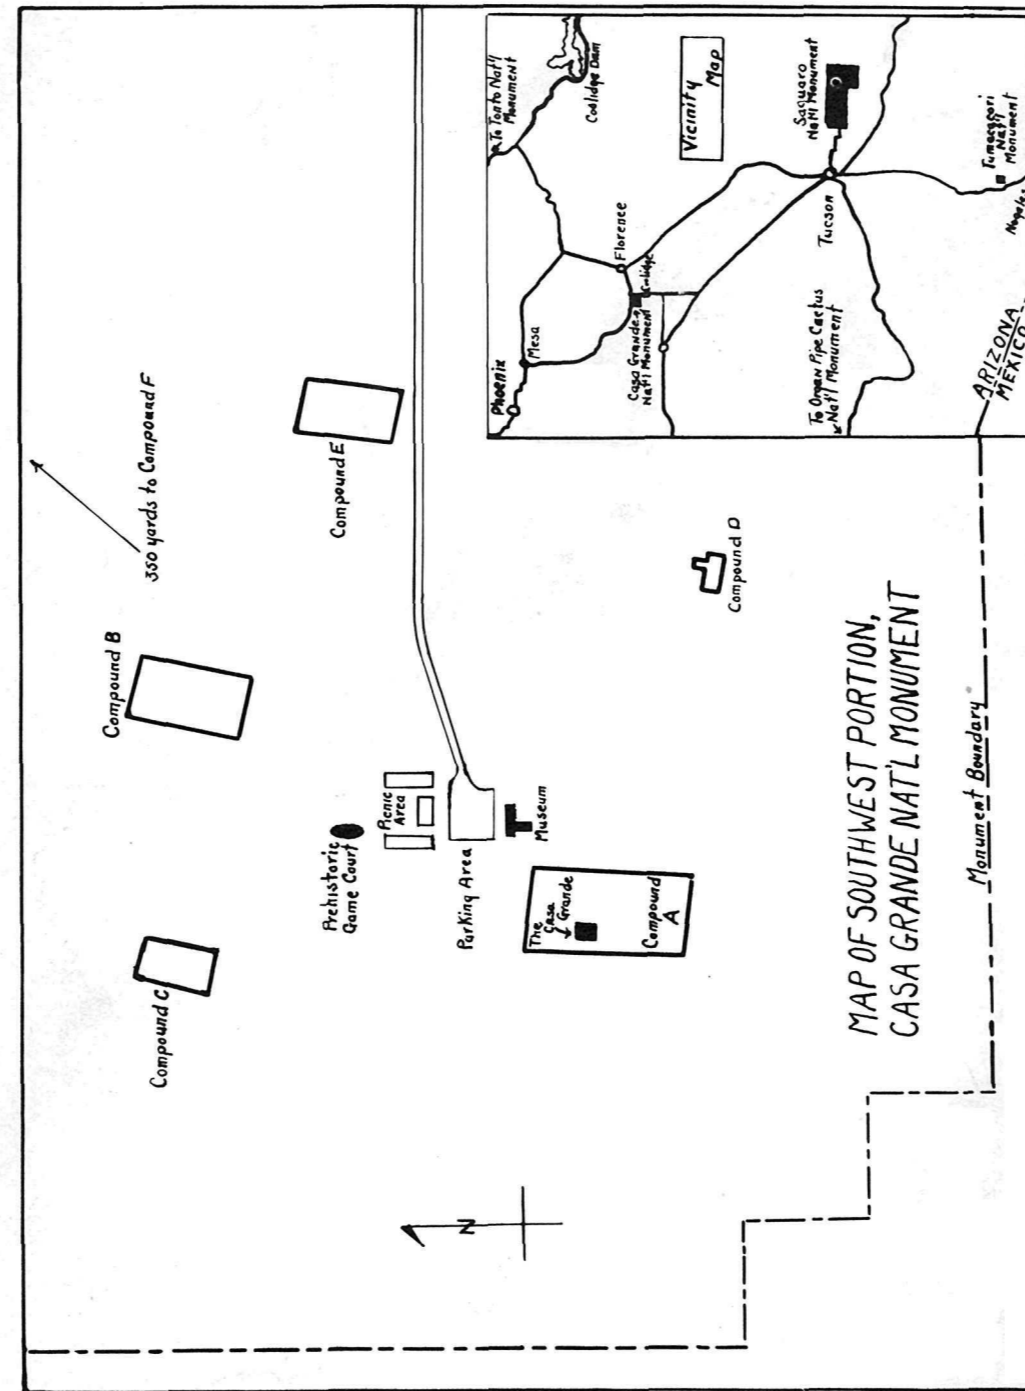 350 yards to Compound F
Compound B
Compound E
Compound C
Prehistoric
Game Court
Picnic
Area
Parking Area
Museum
The
Casa
Grande
Compound
A
Compound D
N
MAP OF SOUTHWEST PORTION,
CASA GRANDE NAT'L MONUMENT
Monument Boundary
Vicinity
Map
To Tonto Nat'l
Monument
Coolidge Dam
Phoenix
Mesa
Florence
Coolidge
Casa Grande
Nat'l Monument
Saguaro
Nat'l Monument
Tucson
To Organ Pipe Cactus
Nat'l Monument
Tumacacori
Nat'l
Monument
Nogales
ARIZONA
MEXICO